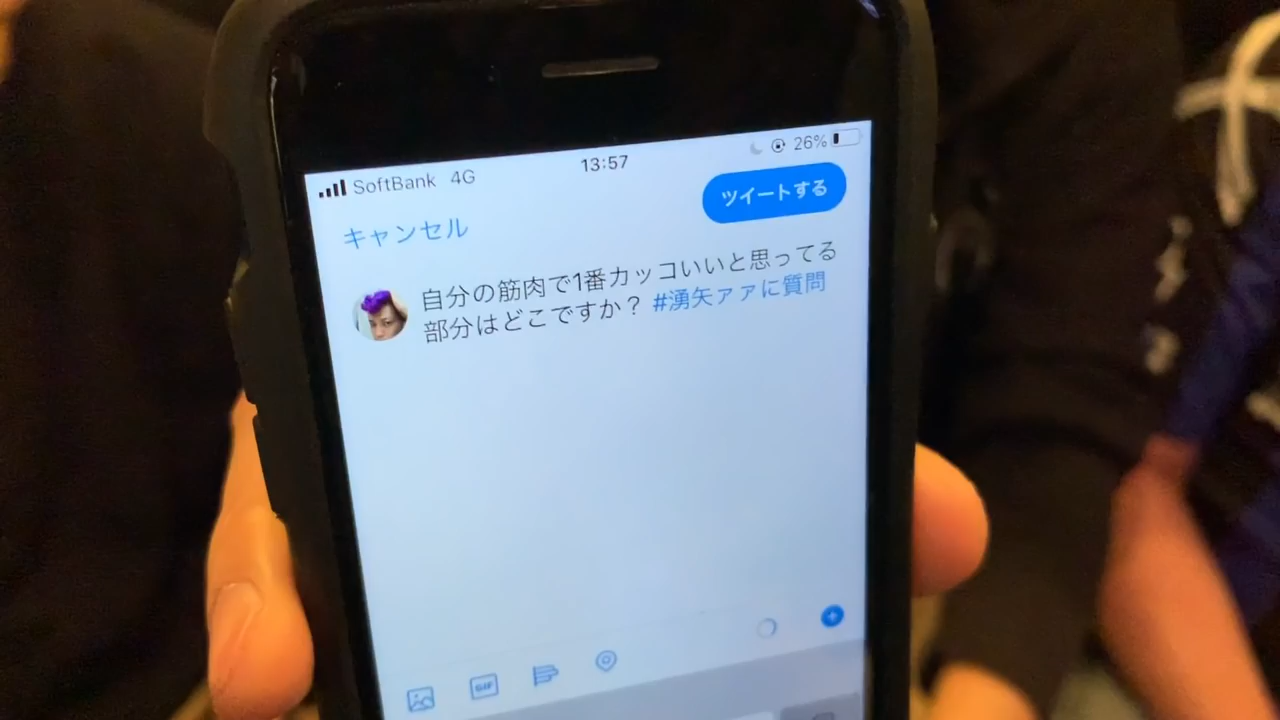 SoftBank 4G 13:57 26%
キャンセル ツイートする
自分の筋肉で1番カッコいいと思ってる
部分はどこですか? #湧矢ァァに質問
GIF